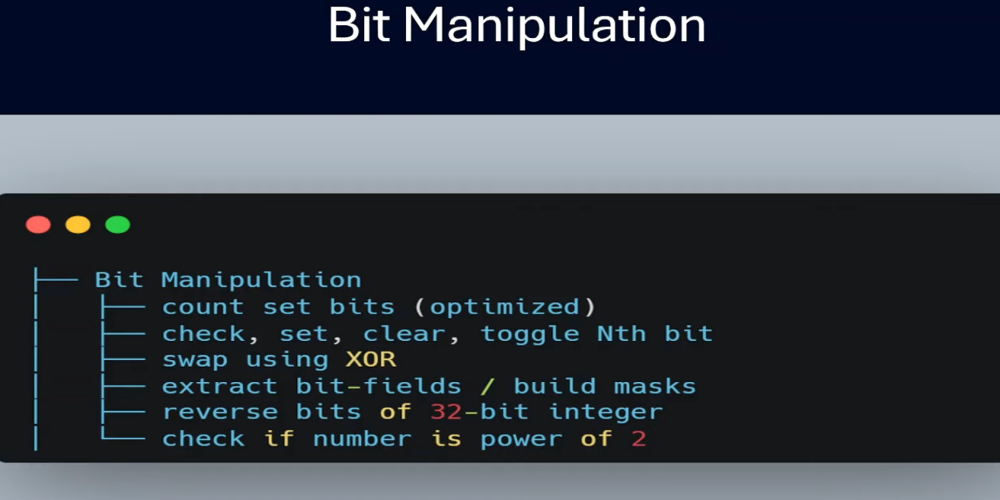 Bit Manipulation
├── Bit Manipulation
│   ├── count set bits (optimized)
│   ├── check, set, clear, toggle Nth bit
│   ├── swap using XOR
│   ├── extract bit-fields / build masks
│   ├── reverse bits of 32-bit integer
│   └── check if number is power of 2